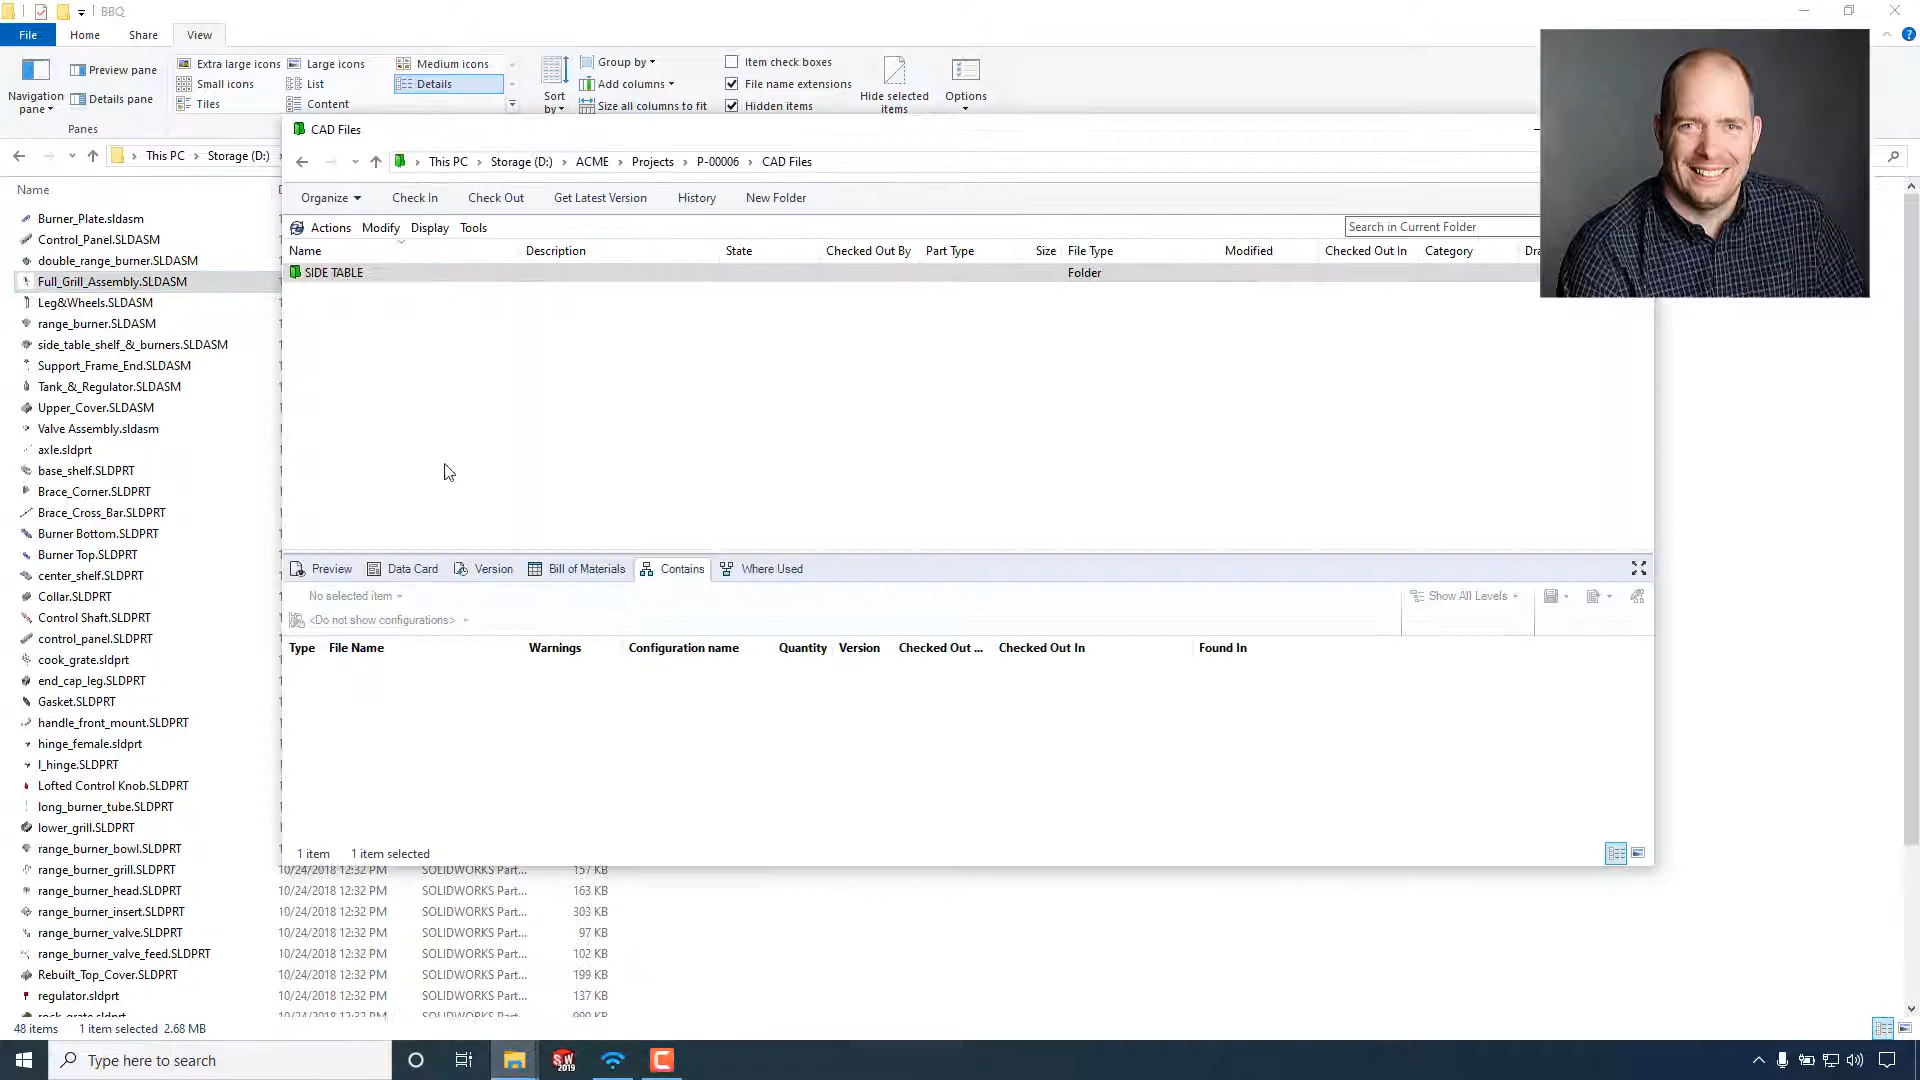 BBQ
File Home Share View
Navigation pane
Preview pane
Details pane
Panes
Extra large icons Large icons Medium icons
Small icons List Details
Tiles Content
Sort by
Group by
Add columns
Size all columns to fit
Item check boxes
File name extensions
Hidden items
Hide selected items
Options
This PC > Storage (D:)
Name
Burner_Plate.sldasm
Control_Panel.SLDASM
double_range_burner.SLDASM
Full_Grill_Assembly.SLDASM
Leg&Wheels.SLDASM
range_burner.SLDASM
side_table_shelf_&_burners.SLDASM
Support_Frame_End.SLDASM
Tank_&_Regulator.SLDASM
Upper_Cover.SLDASM
Valve Assembly.sldasm
axle.sldprt
base_shelf.SLDPRT
Brace_Corner.SLDPRT
Brace_Cross_Bar.SLDPRT
Burner Bottom.SLDPRT
Burner Top.SLDPRT
center_shelf.SLDPRT
Collar.SLDPRT
Control Shaft.SLDPRT
control_panel.SLDPRT
cook_grate.sldprt
end_cap_leg.SLDPRT
Gasket.SLDPRT
handle_front_mount.SLDPRT
hinge_female.sldprt
l_hinge.SLDPRT
Lofted Control Knob.SLDPRT
long_burner_tube.SLDPRT
lower_grill.SLDPRT
range_burner_bowl.SLDPRT
range_burner_grill.SLDPRT 10/24/2018 12:32 PM SOLIDWORKS Part... 157 KB
range_burner_head.SLDPRT 10/24/2018 12:32 PM SOLIDWORKS Part... 163 KB
range_burner_insert.SLDPRT 10/24/2018 12:32 PM SOLIDWORKS Part... 303 KB
range_burner_valve.SLDPRT 10/24/2018 12:32 PM SOLIDWORKS Part... 97 KB
range_burner_valve_feed.SLDPRT 10/24/2018 12:32 PM SOLIDWORKS Part... 102 KB
Rebuilt_Top_Cover.SLDPRT 10/24/2018 12:32 PM SOLIDWORKS Part... 199 KB
regulator.sldprt 10/24/2018 12:32 PM SOLIDWORKS Part... 137 KB
48 items 1 item selected 2.68 MB
CAD Files
This PC > Storage (D:) > ACME > Projects > P-00006 > CAD Files
Organize Check In Check Out Get Latest Version History New Folder
Actions Modify Display Tools Search in Current Folder
Name Description State Checked Out By Part Type Size File Type Modified Checked Out In Category
SIDE TABLE Folder
Preview Data Card Version Bill of Materials Contains Where Used
No selected item Show All Levels
<Do not show configurations>
Type File Name Warnings Configuration name Quantity Version Checked Out ... Checked Out In Found In
1 item 1 item selected
Type here to search
SW 2019